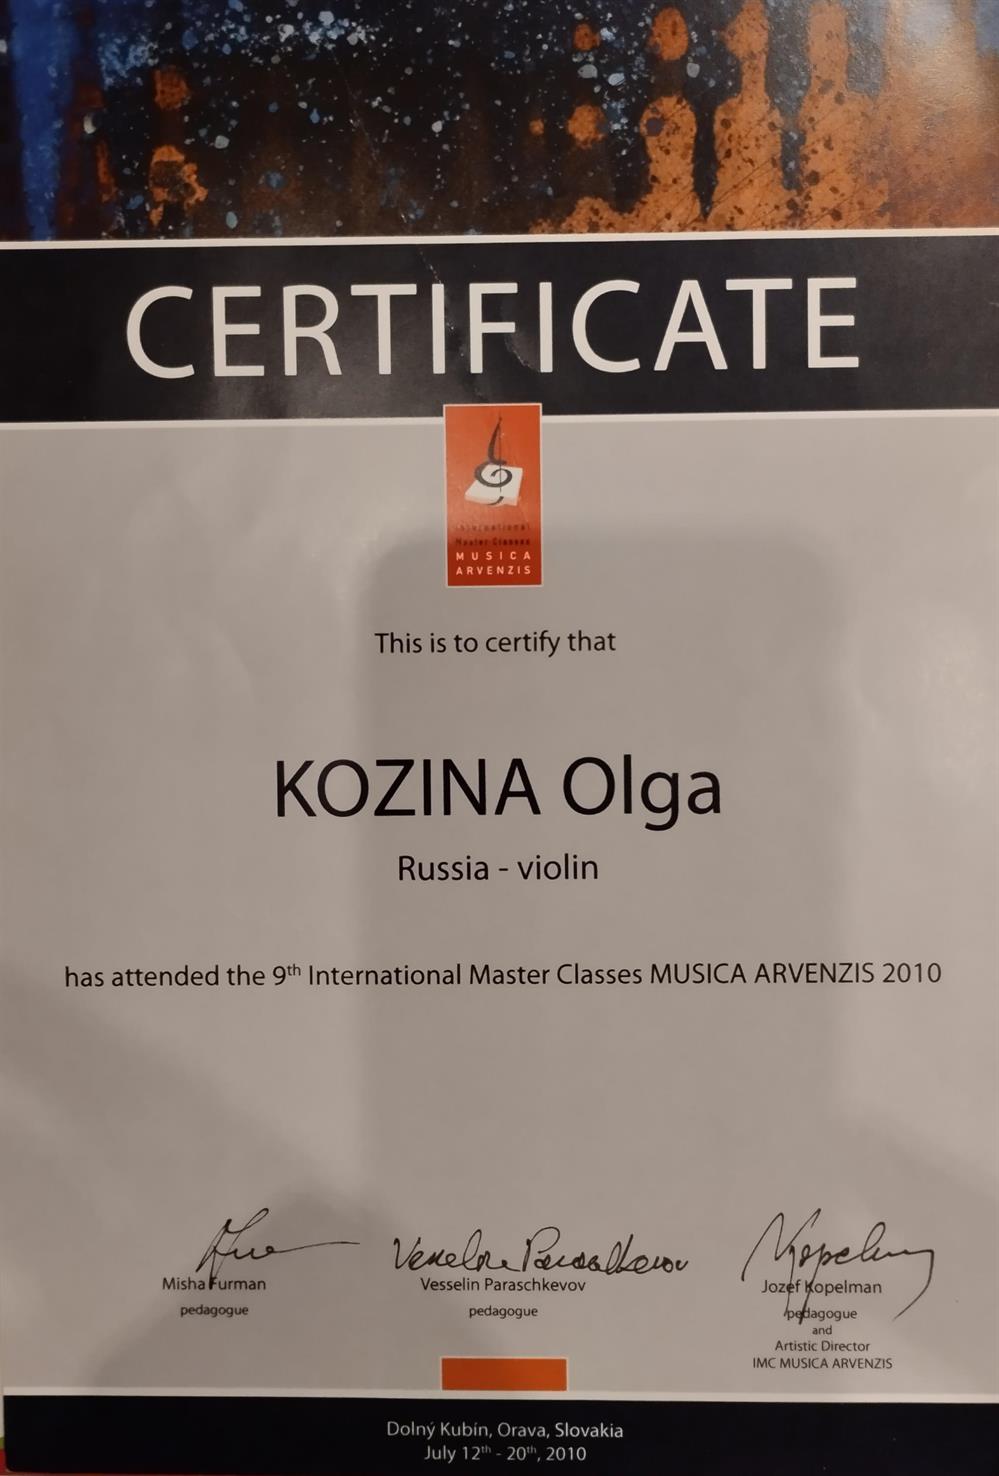 CERTIFICATE
International
Master Classes
MUSICA
ARVENZIS
This is to certify that
KOZINA Olga
Russia - violin
has attended the 9th International Master Classes MUSICA ARVENZIS 2010
Vesselin Paraschkevov
Kopelman
Misha Furman
pedagogue
Vesselin Paraschkevov
pedagogue
Jozef Kopelman
pedagogue
and
Artistic Director
IMC MUSICA ARVENZIS
Dolný Kubín, Orava, Slovakia
July 12th - 20th, 2010